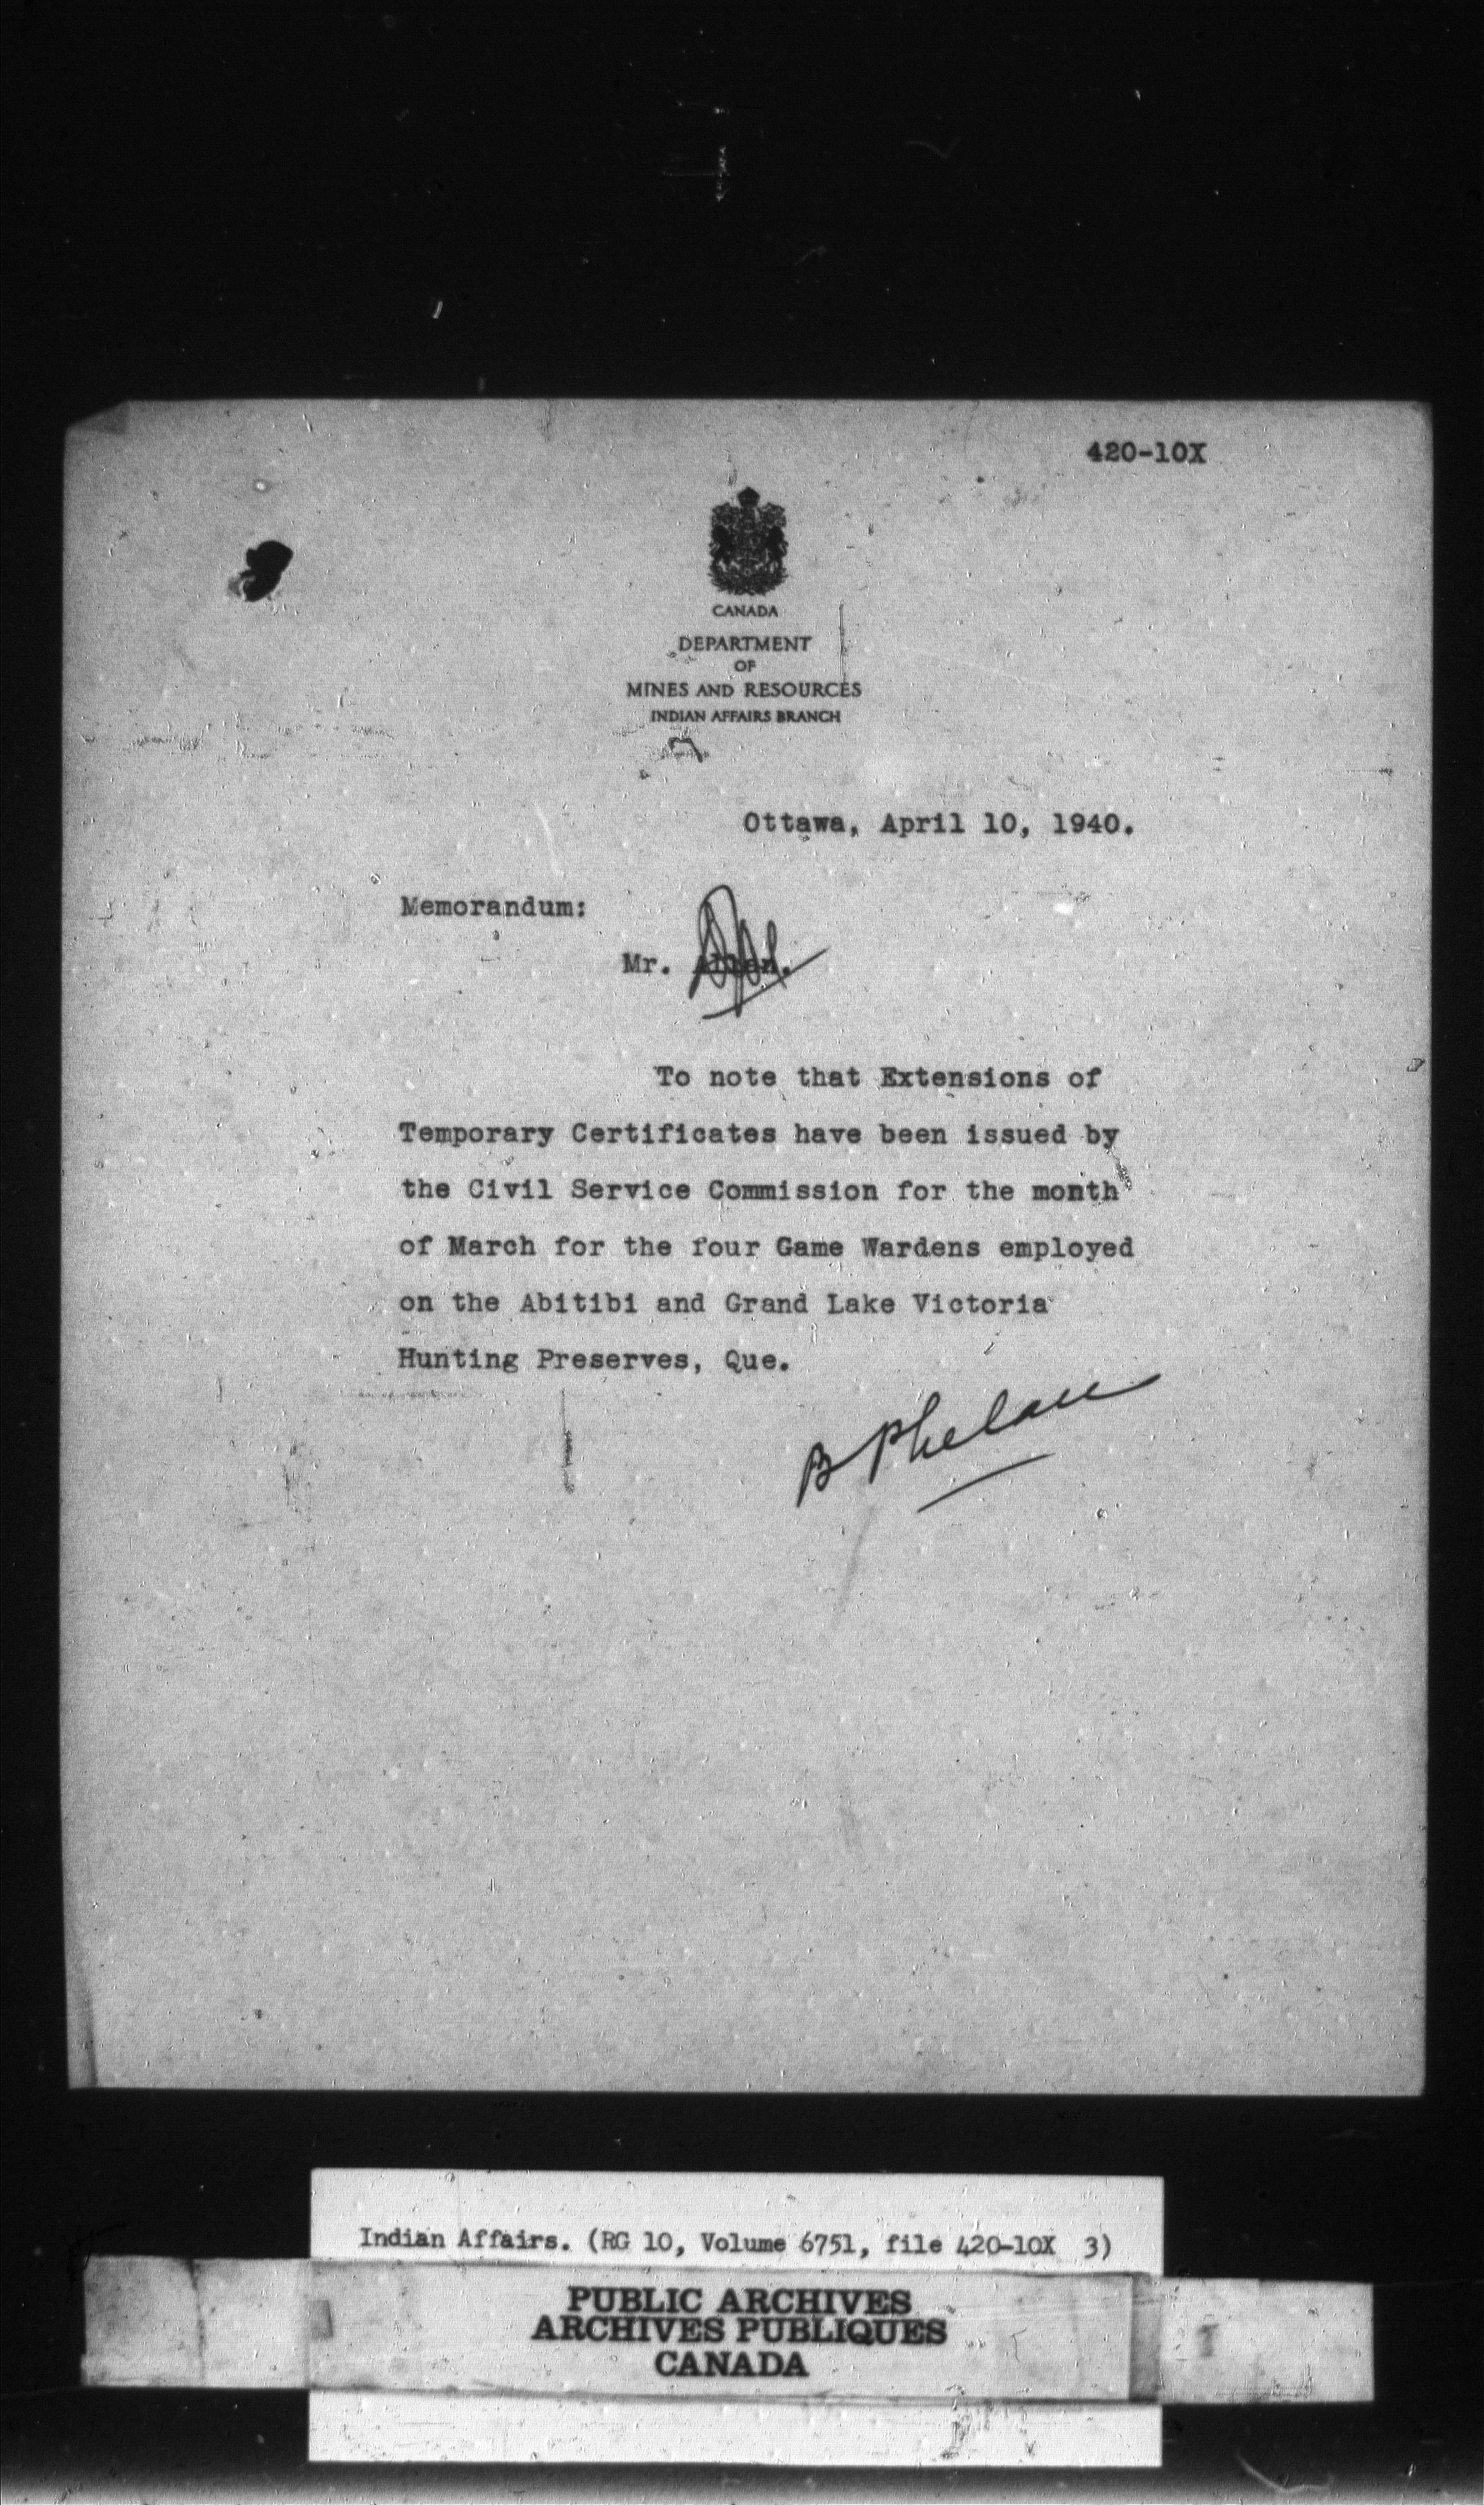 420-10X
CANADA
DEPARTMENT
OF
MINES AND RESOURCES
INDIAN AFFAIRS BRANCH
Ottawa, April 10, 1940.
Memorandum:
Mr. Allan.
To note that Extensions of
Temporary Certificates have been issued by
the Civil Service Commission for the month
of March for the four Game Wardens employed
on the Abitibi and Grand Lake Victoria
Hunting Preserves, Que.
B Phelan
Indian Affairs. (RG 10, Volume 6751, file 420-10X 3)
PUBLIC ARCHIVES
ARCHIVES PUBLIQUES
CANADA